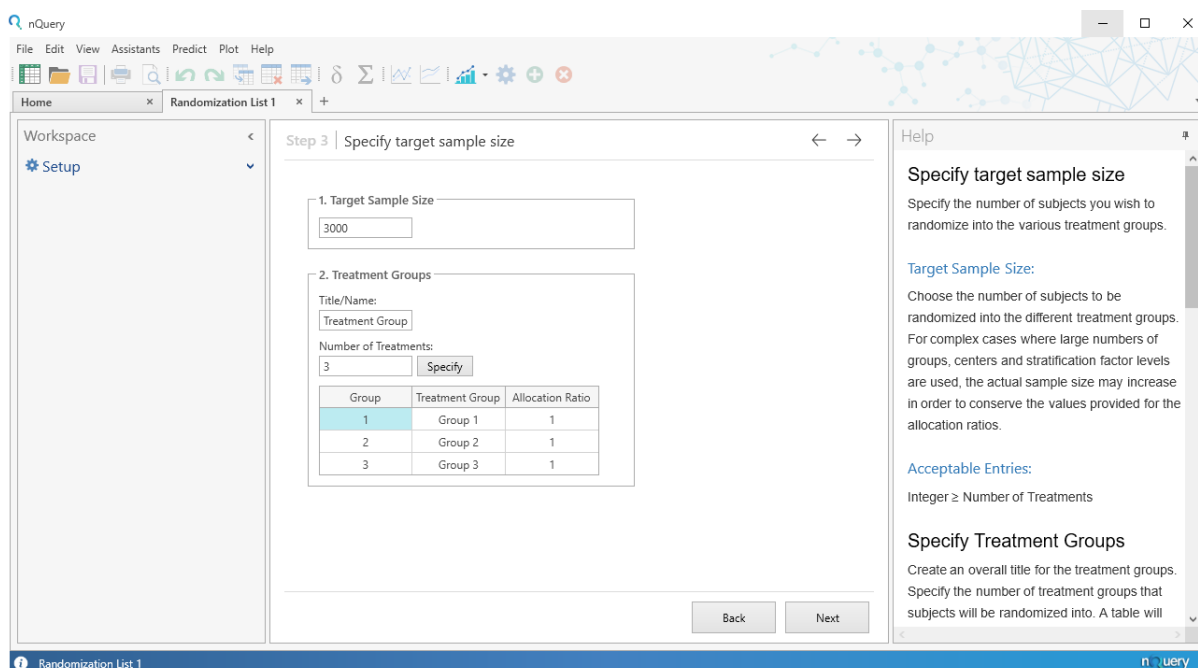 nQuery
File Edit View Assistants Predict Plot Help
Home
Randomization List 1
Workspace
Setup
Step 3 Specify target sample size
1. Target Sample Size
3000
2. Treatment Groups
Title/Name:
Treatment Group
Number of Treatments:
3 Specify
Group Treatment Group Allocation Ratio
1 Group 1 1
2 Group 2 1
3 Group 3 1
Back Next
Help
Specify target sample size
Specify the number of subjects you wish to
randomize into the various treatment groups.
Target Sample Size:
Choose the number of subjects to be
randomized into the different treatment groups.
For complex cases where large numbers of
groups, centers and stratification factor levels
are used, the actual sample size may increase
in order to conserve the values provided for the
allocation ratios.
Acceptable Entries:
Integer ≥ Number of Treatments
Specify Treatment Groups
Create an overall title for the treatment groups.
Specify the number of treatment groups that
subjects will be randomized into. A table will
Randomization List 1
nQuery